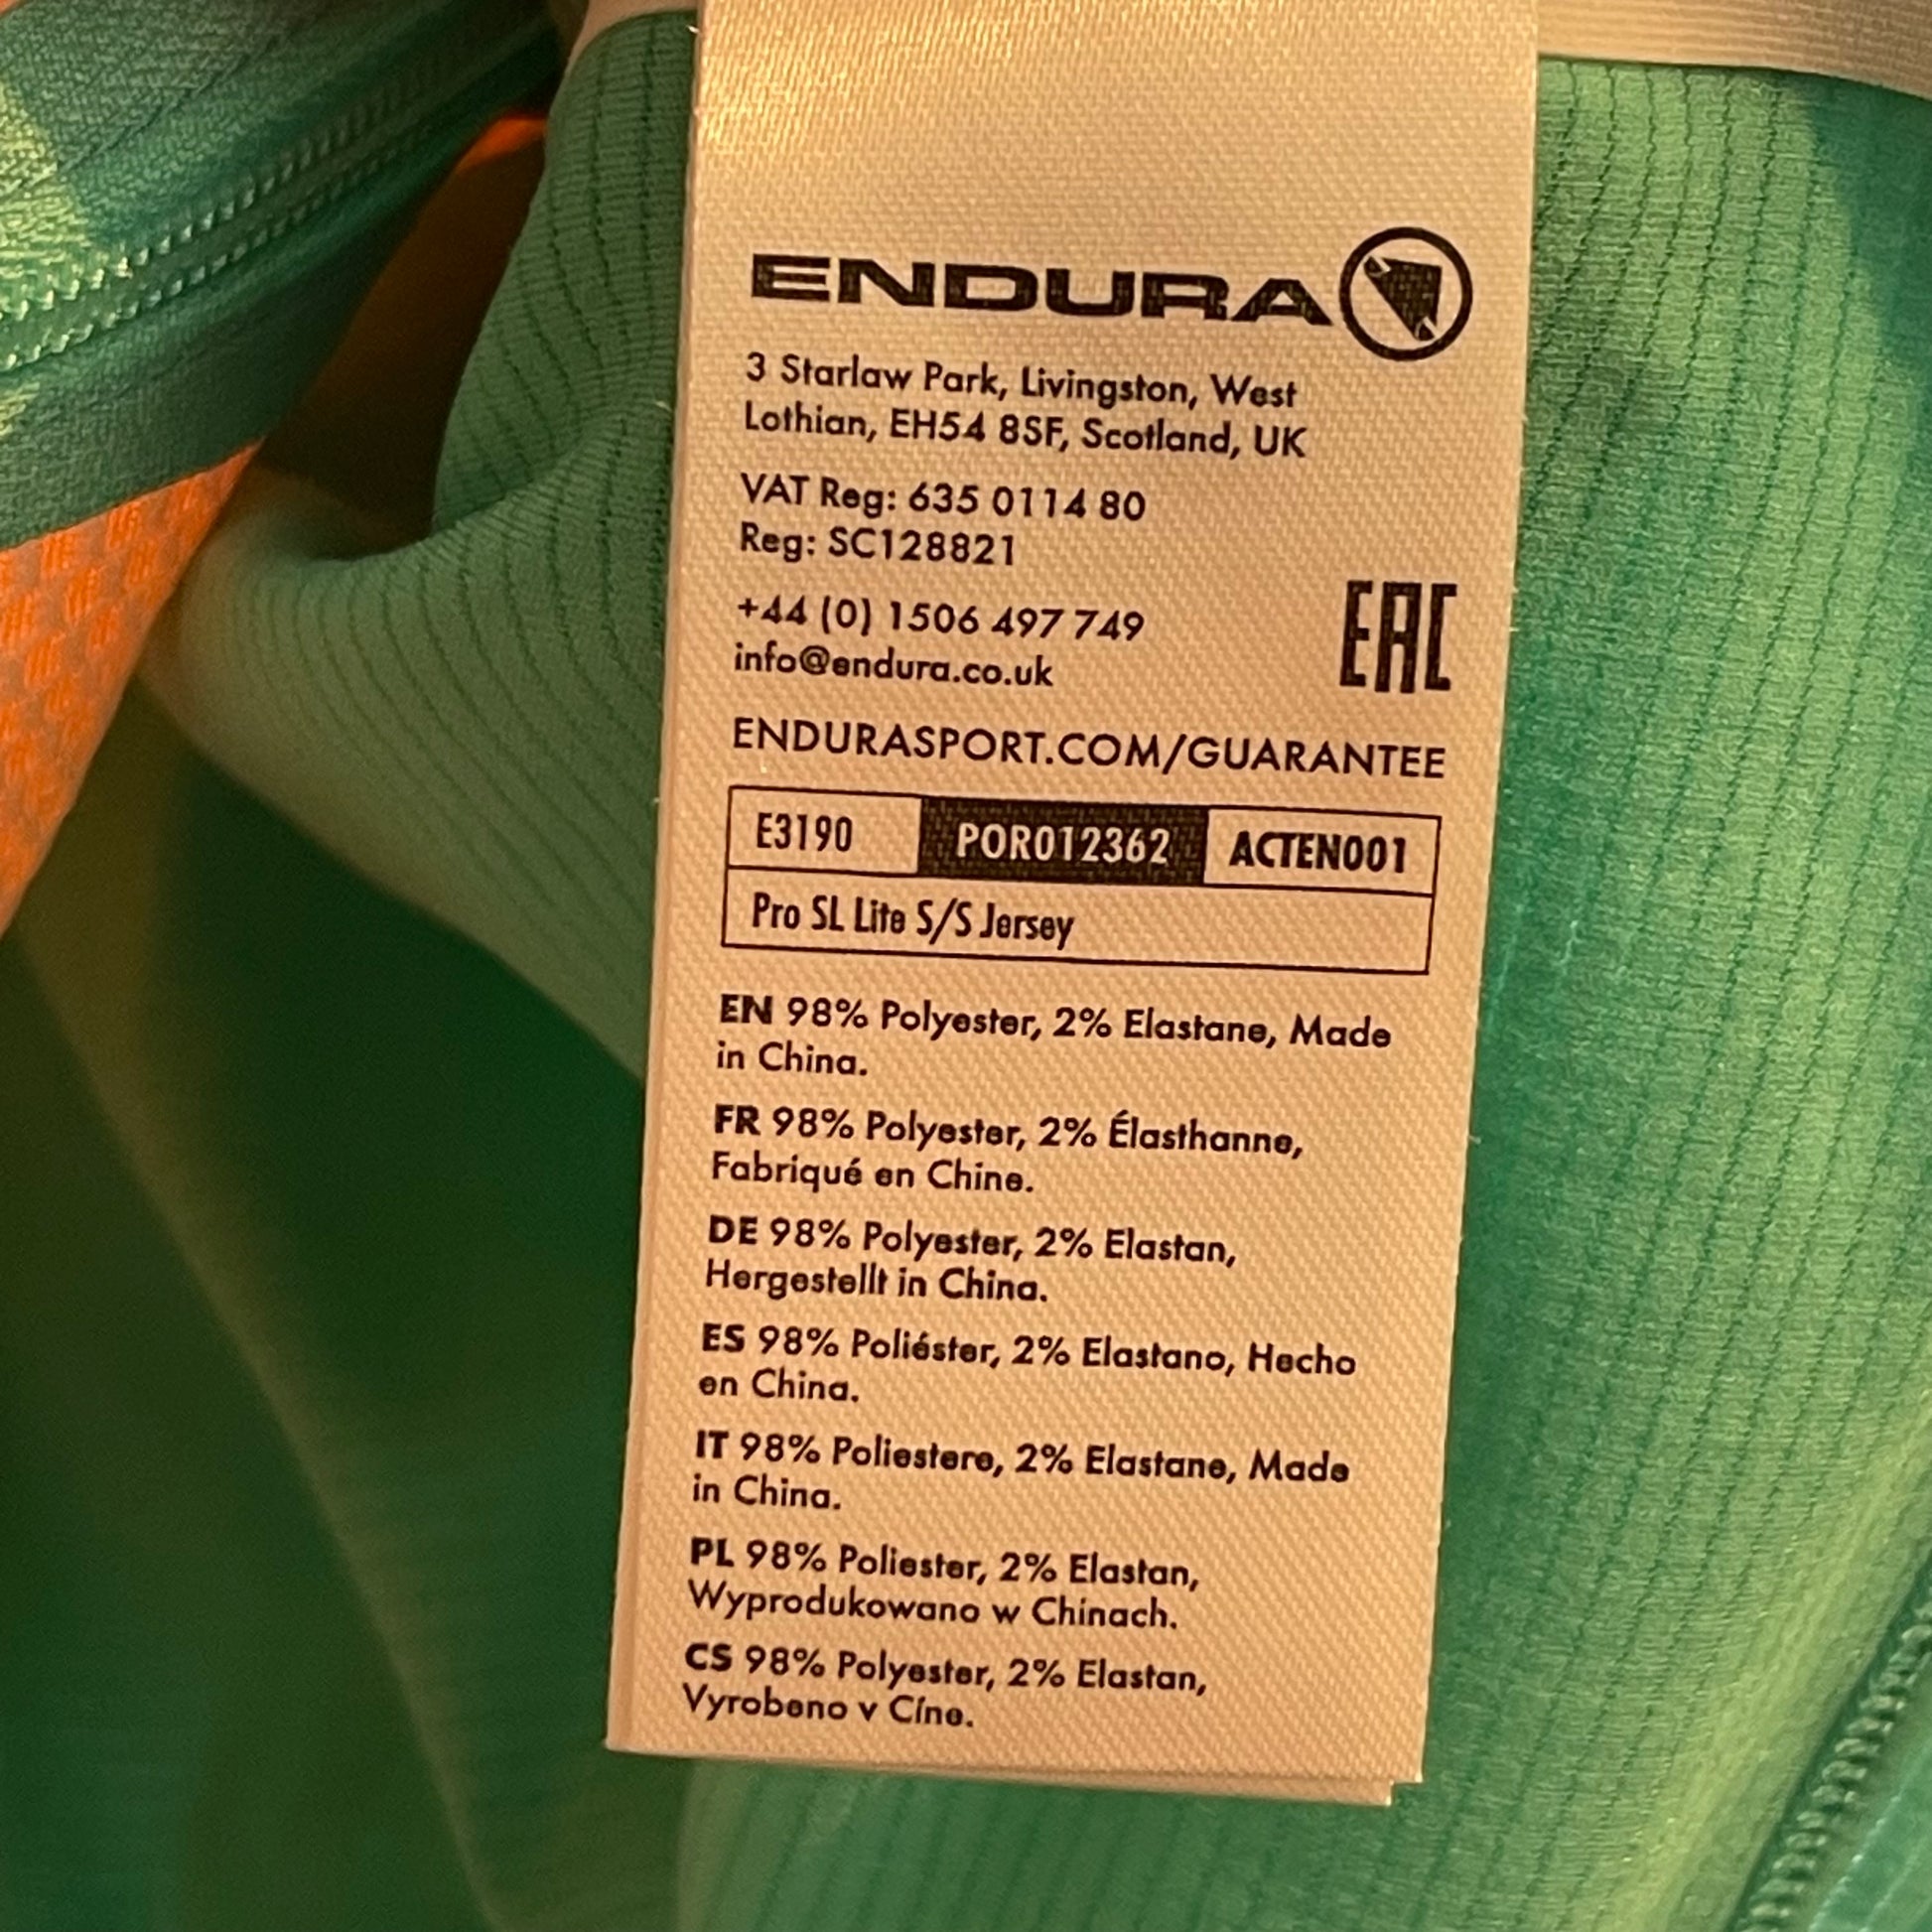 ENDURA
3 Starlaw Park, Livingston, West
Lothian, EH54 8SF, Scotland, UK
VAT Reg: 635 0114 80
Reg: SC128821
+44 (0) 1506 497 749
info@endura.co.uk
EAC
ENDURASPORT.COM/GUARANTEE
E3190 POR012362 ACTEN001
Pro SL Lite S/S Jersey
EN 98% Polyester, 2% Elastane, Made
in China.
FR 98% Polyester, 2% Élasthanne,
Fabriqué en Chine.
DE 98% Polyester, 2% Elastan,
Hergestellt in China.
ES 98% Poliéster, 2% Elastano, Hecho
en China.
IT 98% Poliestere, 2% Elastane, Made
in China.
PL 98% Poliester, 2% Elastan,
Wyprodukowano w Chinach.
CS 98% Polyester, 2% Elastan,
Vyrobeno v Cíne.